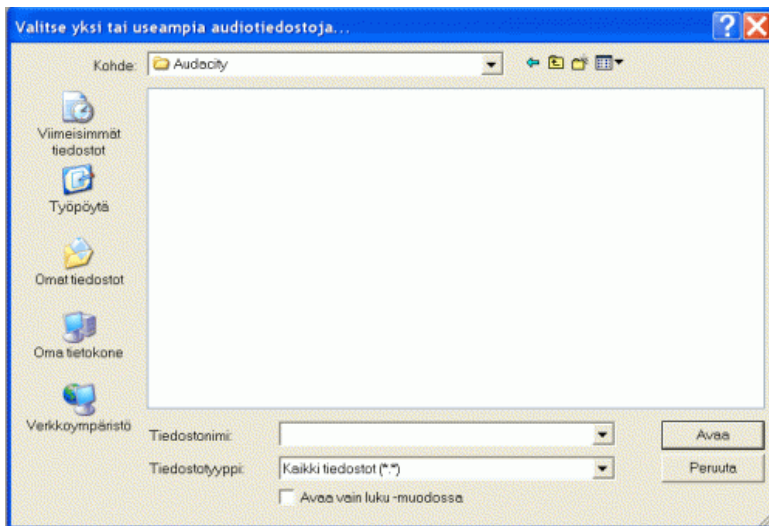 Valitse yksi tai useampia audiotiedostoja...
Kohde: Audacity
Viimeisimmät
tiedostot
Työpöytä
Omat tiedostot
Oma tietokone
Verkkoympäristö
Tiedostonimi: Avaa
Tiedostotyyppi: Kaikki tiedostot (*.*) Peruuta
Avaa vain luku -muodossa